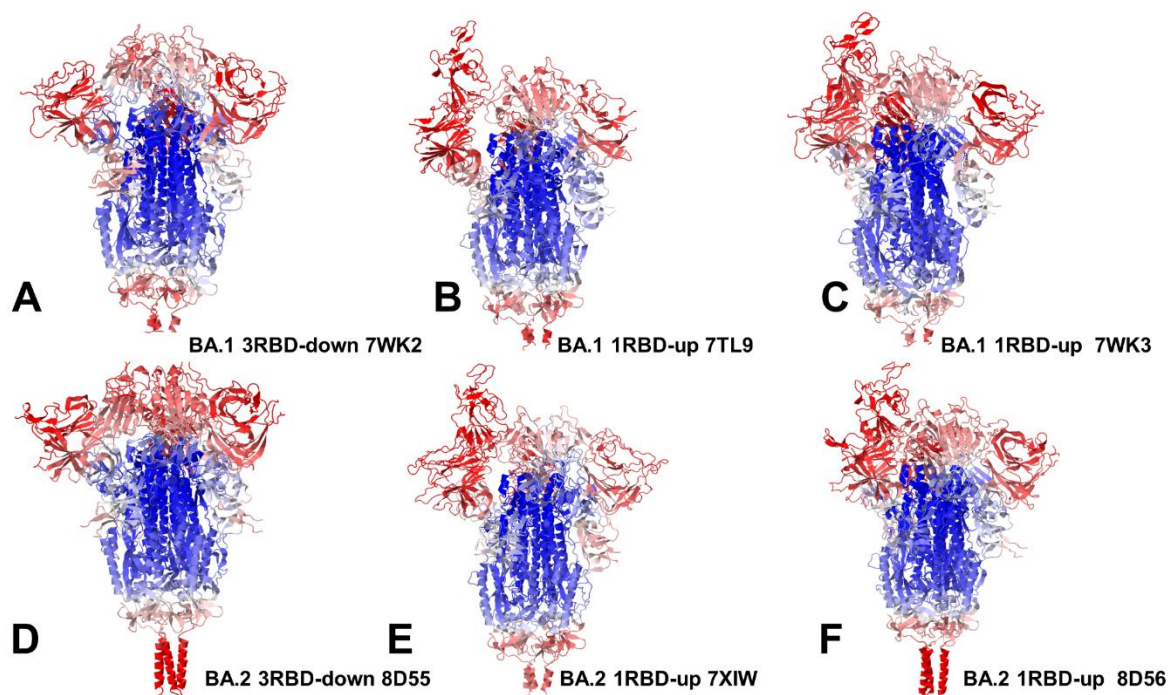 A
BA.1 3RBD-down 7WK2
B
BA.1 1RBD-up 7TL9
C
BA.1 1RBD-up 7WK3
D
BA.2 3RBD-down 8D55
E
BA.2 1RBD-up 7XIW
F
BA.2 1RBD-up 8D56